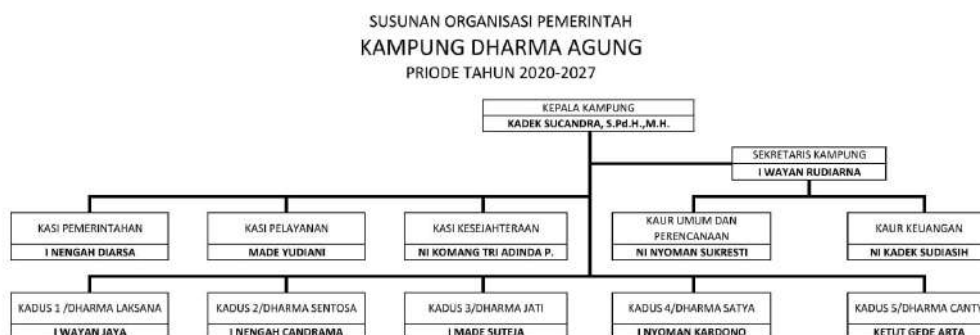 SUSUNAN ORGANISASI PEMERINTAH
KAMPUNG DHARMA AGUNG
PRIODE TAHUN 2020-2027
KEPALA KAMPUNG
KADEK SUCANDRA, S.Pd.H.,M.H.
SEKRETARIS KAMPUNG
I WAYAN RUDIARNA
KASI PEMERINTAHAN
I NENGAH DIARSA
KASI PELAYANAN
MADE YUDIANI
KASI KESEJAHTERAAN
NI KOMANG TRI ADINDA P.
KAUR UMUM DAN
PERENCANAAN
NI NYOMAN SUKRESTI
KAUR KEUANGAN
NI KADEK SUDIASIH
KADUS 1 /DHARMA LAKSANA
I WAYAN JAYA
KADUS 2/DHARMA SENTOSA
I NENGAH CANDRAMA
KADUS 3/DHARMA JATI
I MADE SUTEJA
KADUS 4/DHARMA SATYA
I NYOMAN KARDONO
KADUS 5/DHARMA
KETUT GEDE ARTA